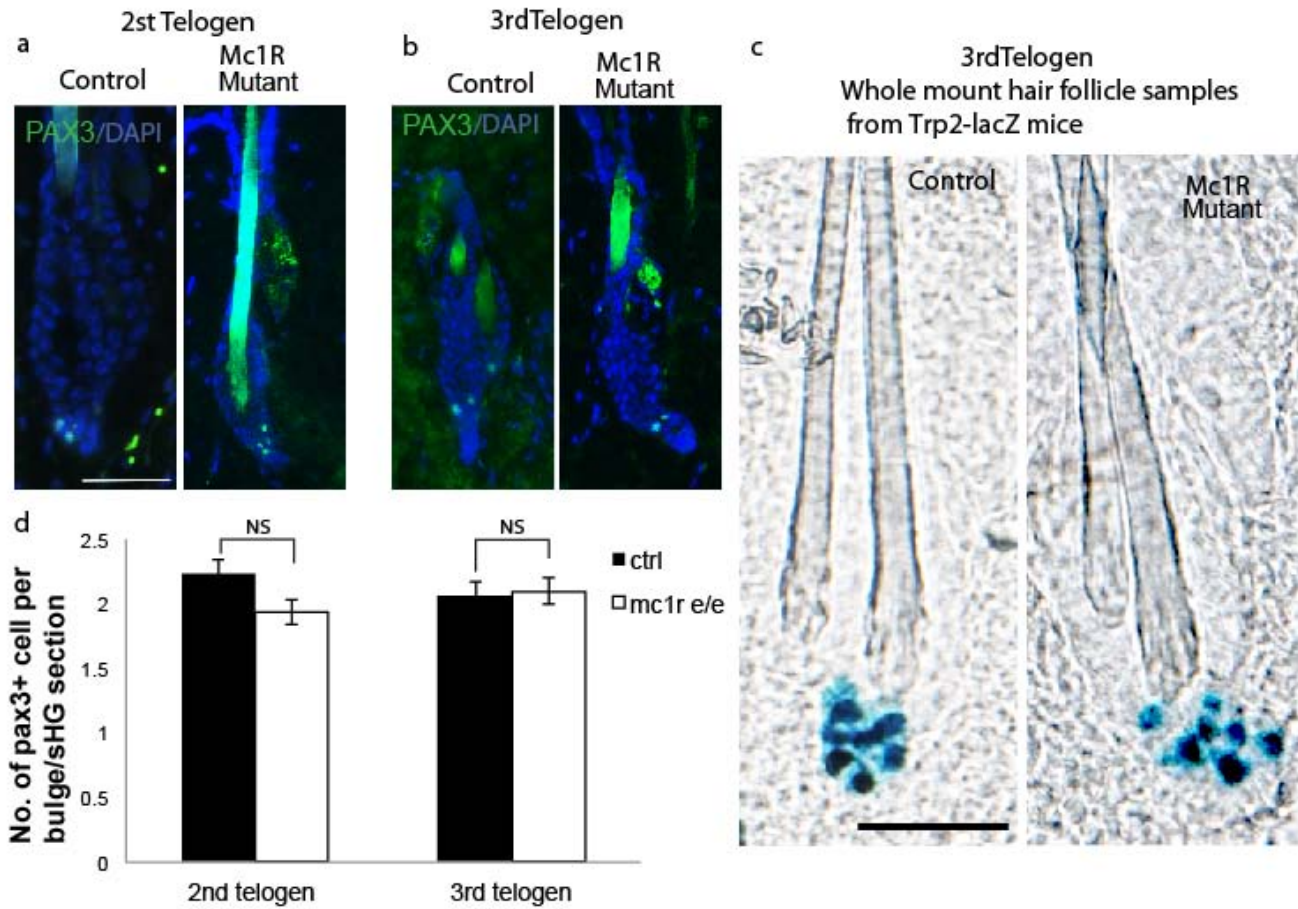 2st Telogen
a
Control
Mc1R
Mutant
PAX3/DAPI
3rdTelogen
b
Control
Mc1R
Mutant
PAX3/DAPI
c
3rdTelogen
Whole mount hair follicle samples
from Trp2-lacZ mice
Control
Mc1R
Mutant
d
No. of pax3+ cell per
bulge/sHG section
2.5
2
1.5
1
0.5
0
NS
NS
ctrl
mc1r e/e
2nd telogen
3rd telogen